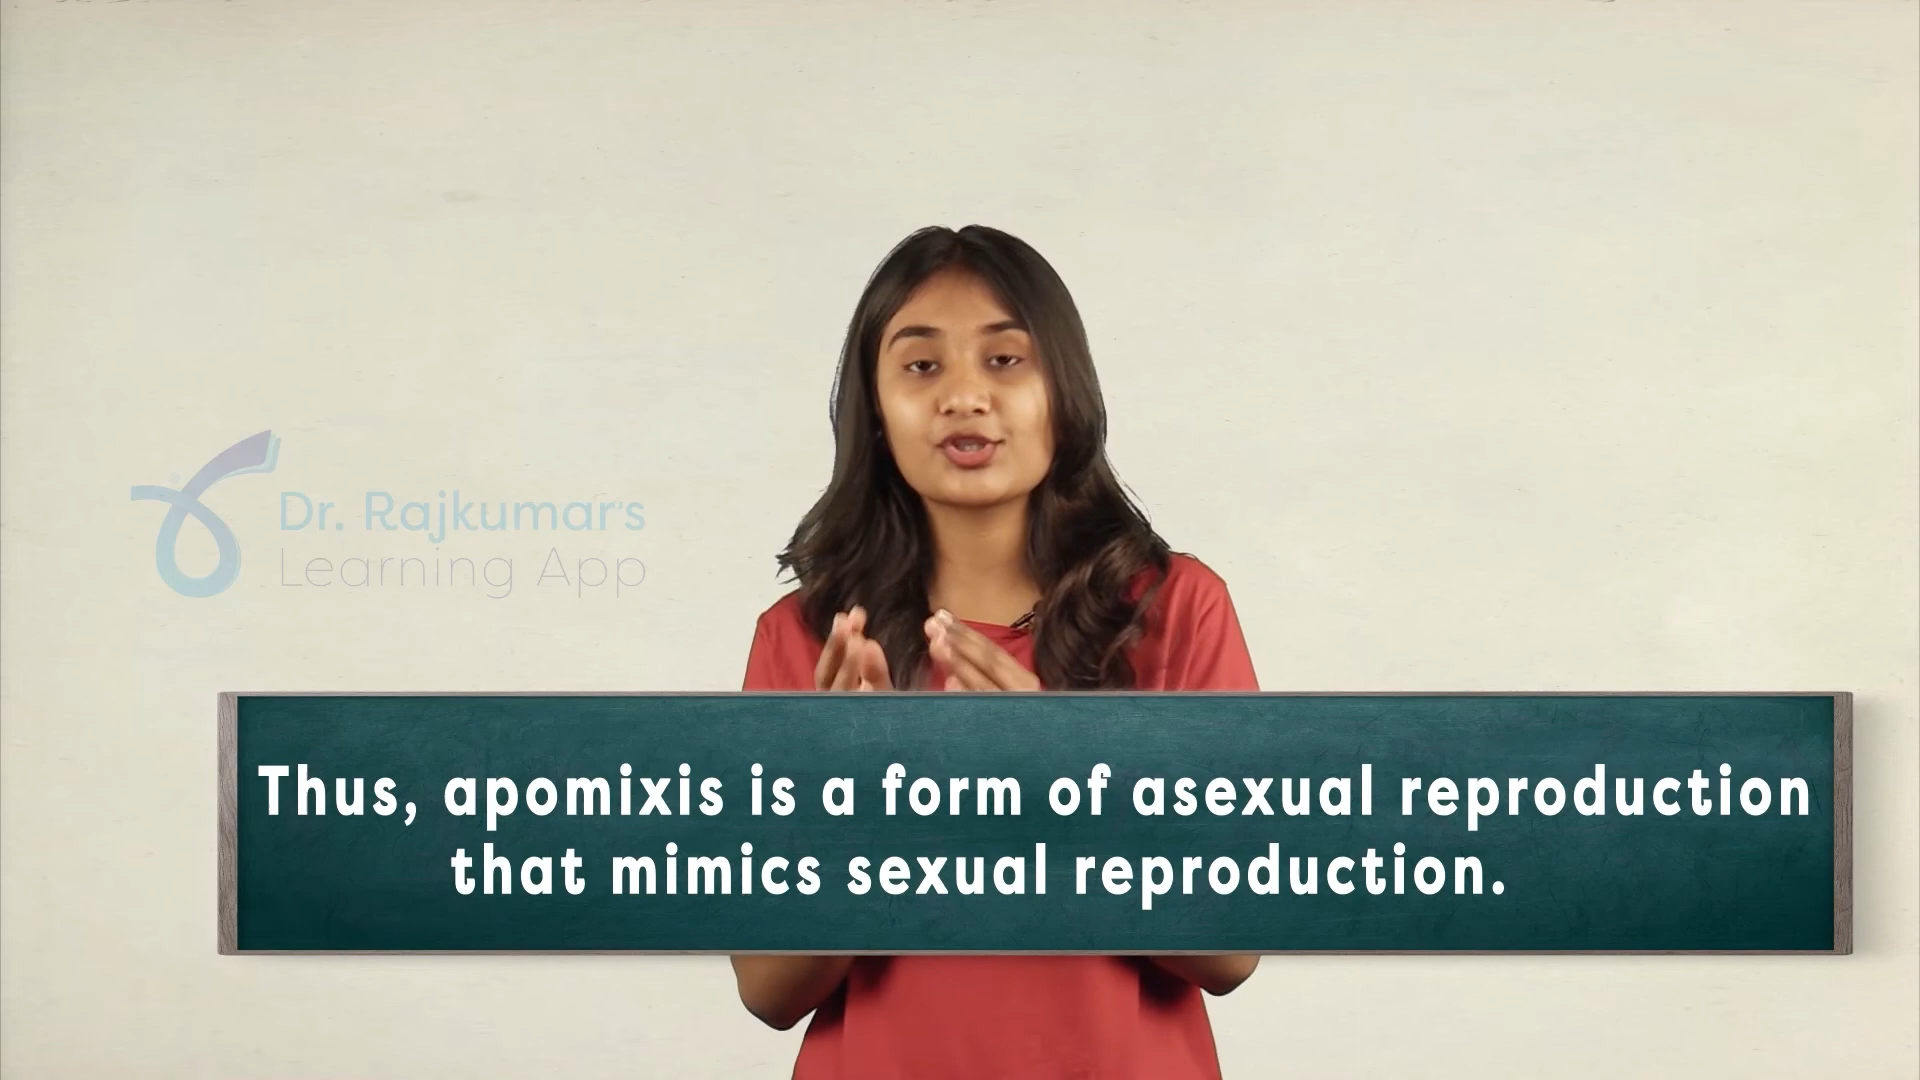 Dr. Rajkumar's
Learning App
Thus, apomixis is a form of asexual reproduction
that mimics sexual reproduction.